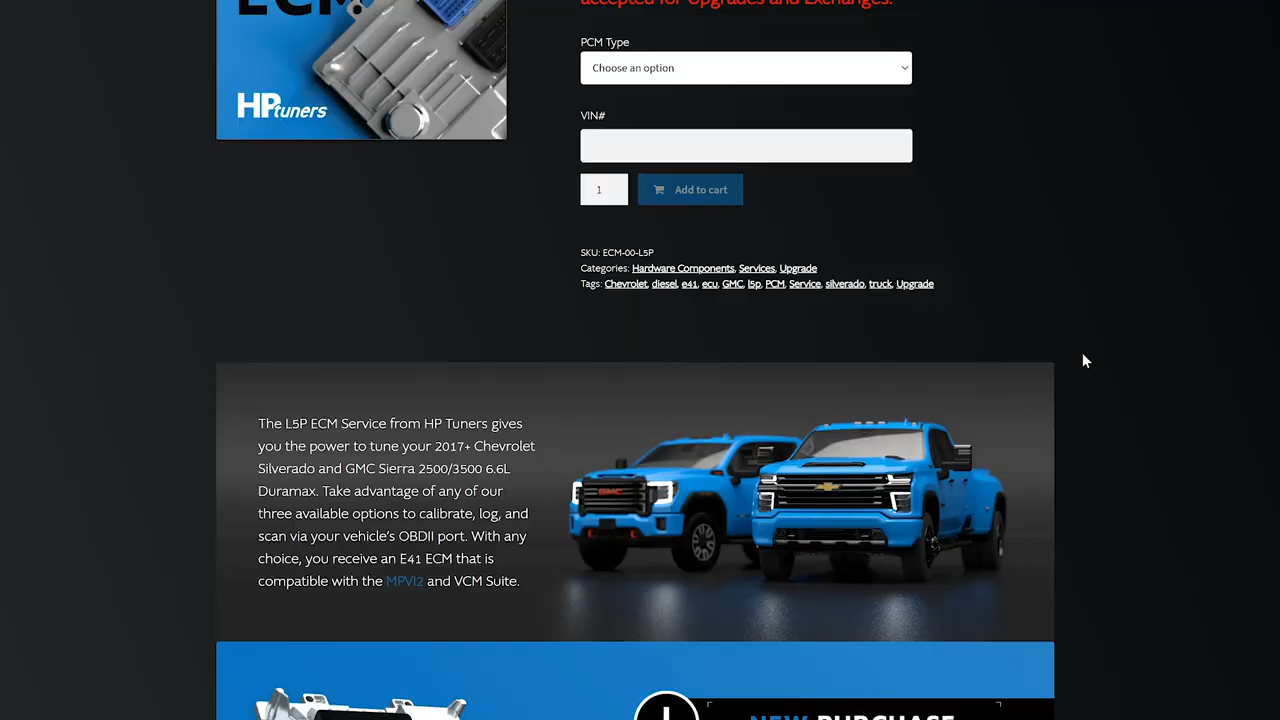 ECM
accepted for Upgrades and Exchanges.
PCM Type
Choose an option
HPtuners
VIN#
1
Add to cart
SKU: ECM-00-L5P
Categories: Hardware Components, Services, Upgrade
Tags: Chevrolet, diesel, e41, ecu, GMC, l5p, PCM, Service, silverado, truck, Upgrade
The L5P ECM Service from HP Tuners gives
you the power to tune your 2017+ Chevrolet
Silverado and GMC Sierra 2500/3500 6.6L
Duramax. Take advantage of any of our
three available options to calibrate, log, and
scan via your vehicle's OBDII port. With any
choice, you receive an E41 ECM that is
compatible with the MPVI2 and VCM Suite.
GMC
NEW PURCHASE